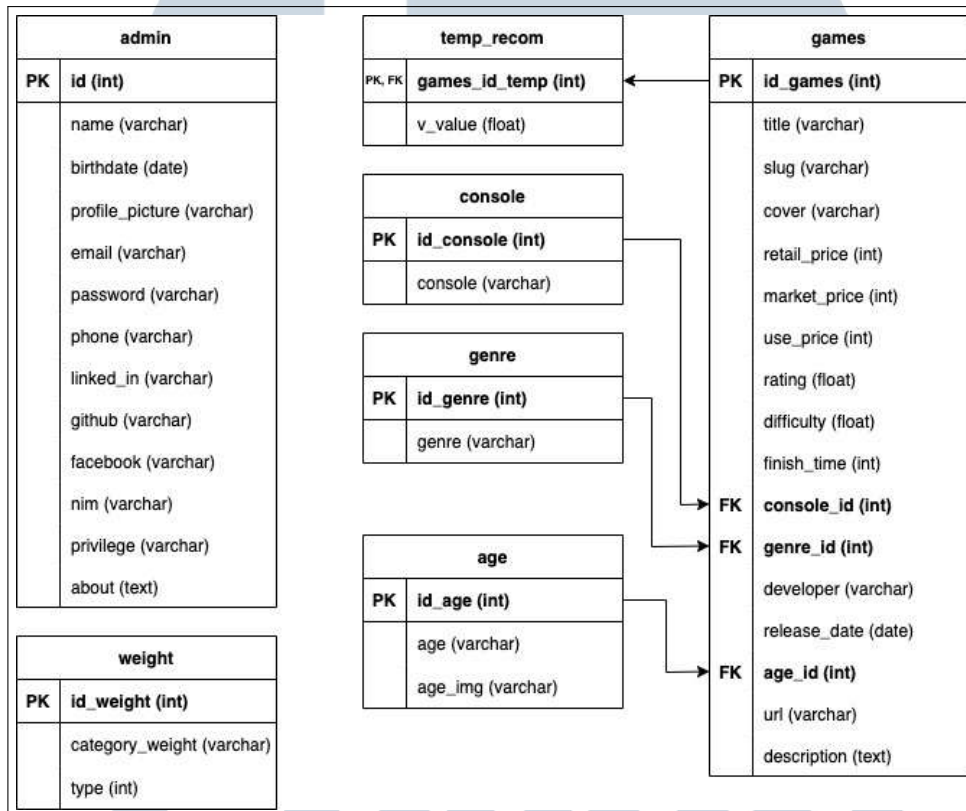 admin
PK id (int)
name (varchar)
birthdate (date)
profile_picture (varchar)
email (varchar)
password (varchar)
phone (varchar)
linked_in (varchar)
github (varchar)
facebook (varchar)
nim (varchar)
privilege (varchar)
about (text)
weight
PK id_weight (int)
category_weight (varchar)
type (int)
temp_recom
PK, FK games_id_temp (int)
v_value (float)
console
PK id_console (int)
console (varchar)
genre
PK id_genre (int)
genre (varchar)
age
PK id_age (int)
age (varchar)
age_img (varchar)
games
PK id_games (int)
title (varchar)
slug (varchar)
cover (varchar)
retail_price (int)
market_price (int)
use_price (int)
rating (float)
difficulty (float)
finish_time (int)
FK console_id (int)
FK genre_id (int)
developer (varchar)
release_date (date)
FK age_id (int)
url (varchar)
description (text)